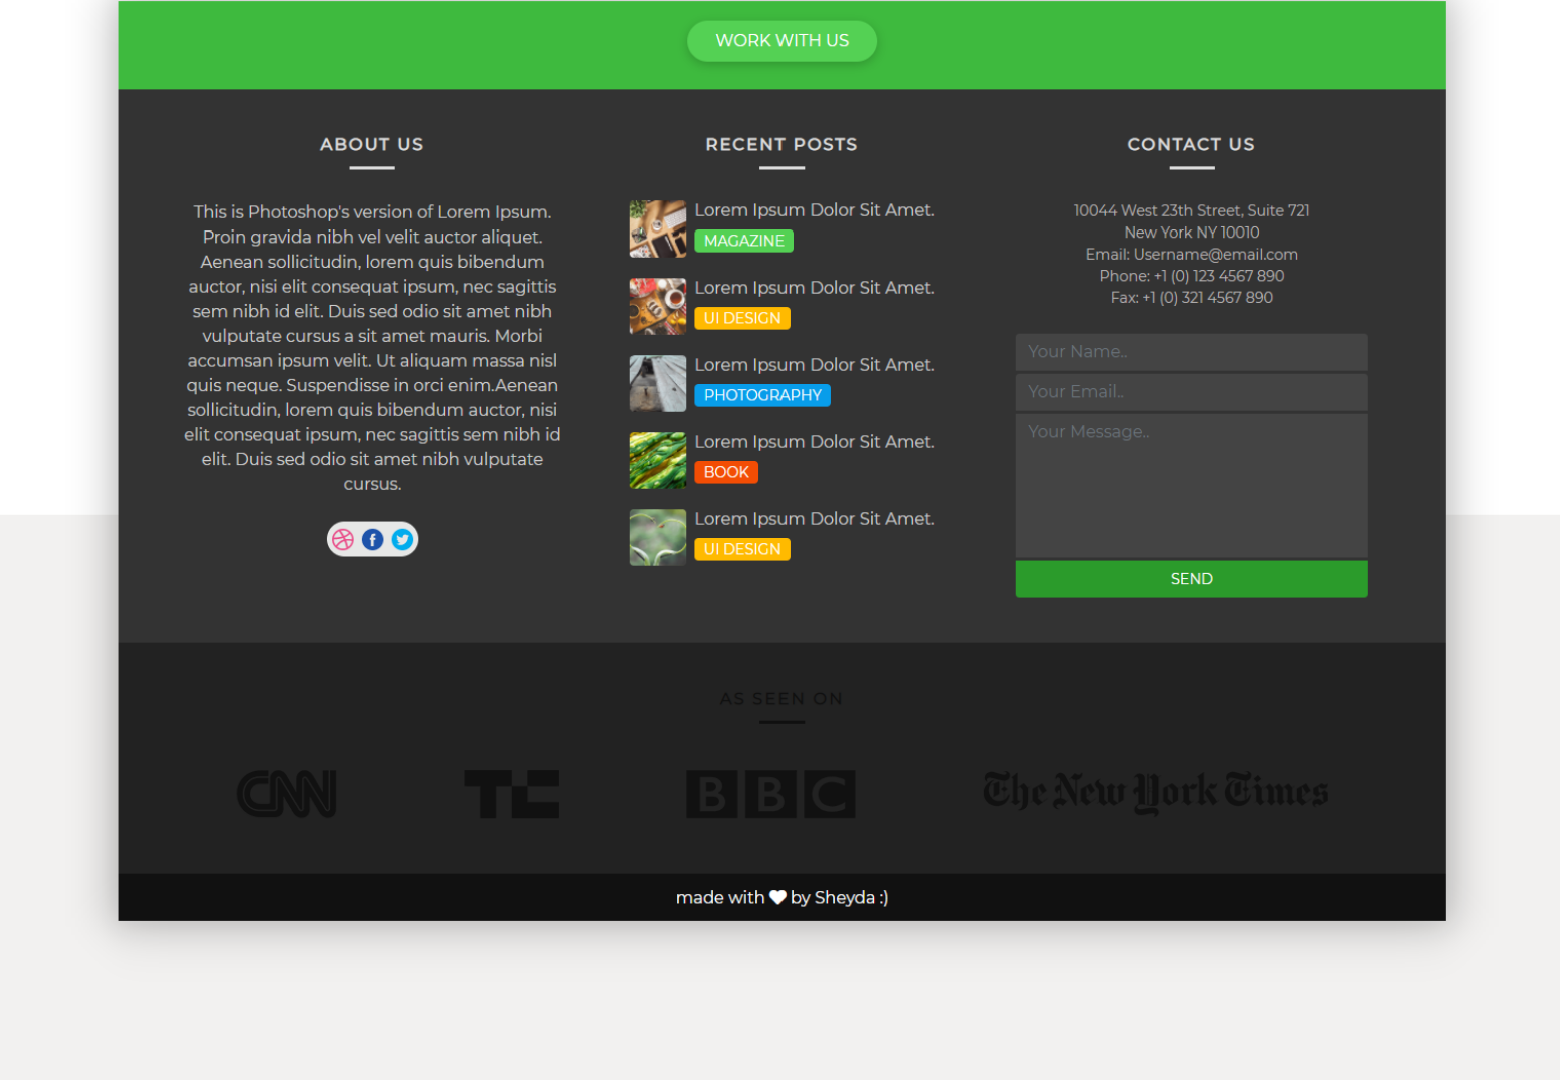 WORK WITH US
ABOUT US
This is Photoshop's version of Lorem Ipsum.
Proin gravida nibh vel velit auctor aliquet.
Aenean sollicitudin, lorem quis bibendum
auctor, nisi elit consequat ipsum, nec sagittis
sem nibh id elit. Duis sed odio sit amet nibh
vulputate cursus a sit amet mauris. Morbi
accumsan ipsum velit. Ut aliquam massa nisl
quis neque. Suspendisse in orci enim.Aenean
sollicitudin, lorem quis bibendum auctor, nisi
elit consequat ipsum, nec sagittis sem nibh id
elit. Duis sed odio sit amet nibh vulputate
cursus.
RECENT POSTS
Lorem Ipsum Dolor Sit Amet.
MAGAZINE
Lorem Ipsum Dolor Sit Amet.
UI DESIGN
Lorem Ipsum Dolor Sit Amet.
PHOTOGRAPHY
Lorem Ipsum Dolor Sit Amet.
BOOK
Lorem Ipsum Dolor Sit Amet.
UI DESIGN
CONTACT US
10044 West 23th Street, Suite 721
New York NY 10010
Email: Username@email.com
Phone: +1 (0) 123 4567 890
Fax: +1 (0) 321 4567 890
Your Name..
Your Email..
Your Message..
SEND
AS SEEN ON
CNN
TC
BBC
The New York Times
made with by Sheyda :)